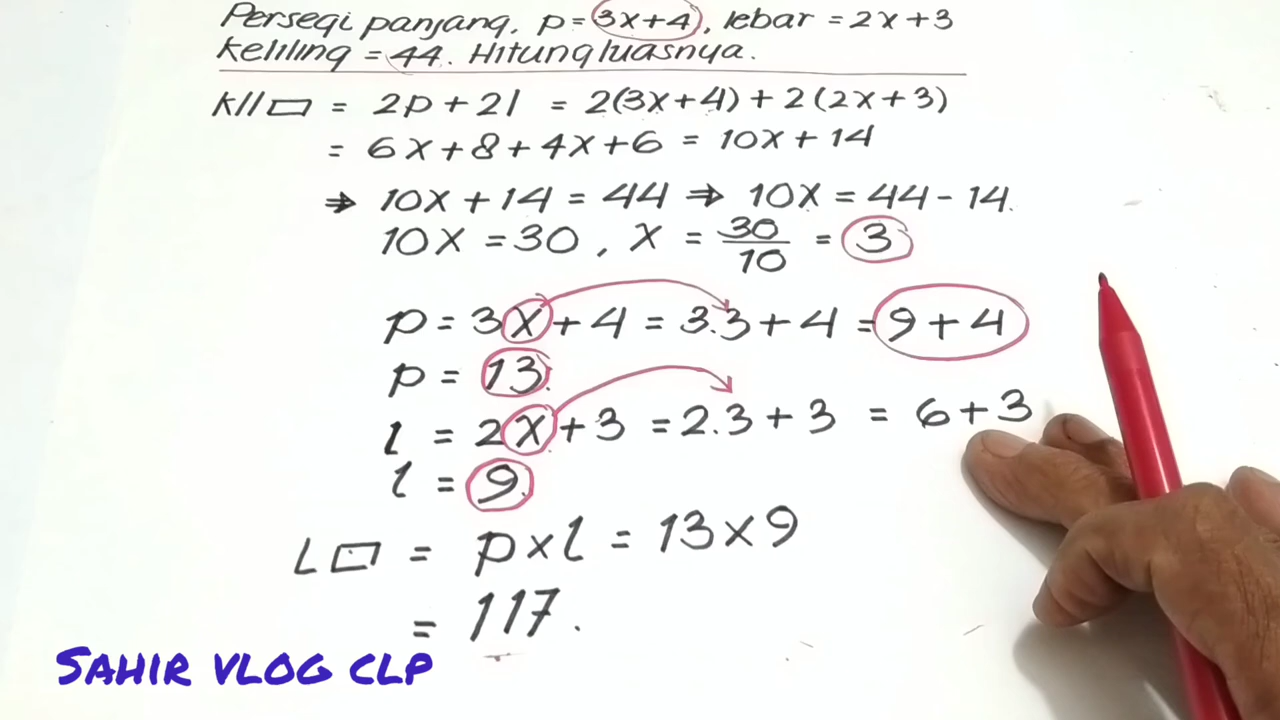 Persegi panjang, p=3x+4, lebar = 2x+3
Keliling = 44. Hitung luasnya.
kll▭ = 2p + 2l = 2(3x+4) + 2(2x+3)
= 6x+8+4x+6 = 10x+14
⇒ 10x + 14 = 44 ⇒ 10x = 44 - 14.
10x = 30, x = 30/10 = 3
p = 3x + 4 = 3.3 + 4 = 9 + 4
p = 13.
l = 2x + 3 = 2.3 + 3 = 6 + 3
l = 9.
L▭ = p x l = 13 x 9
= 117.
SAHIR VLOG CLP